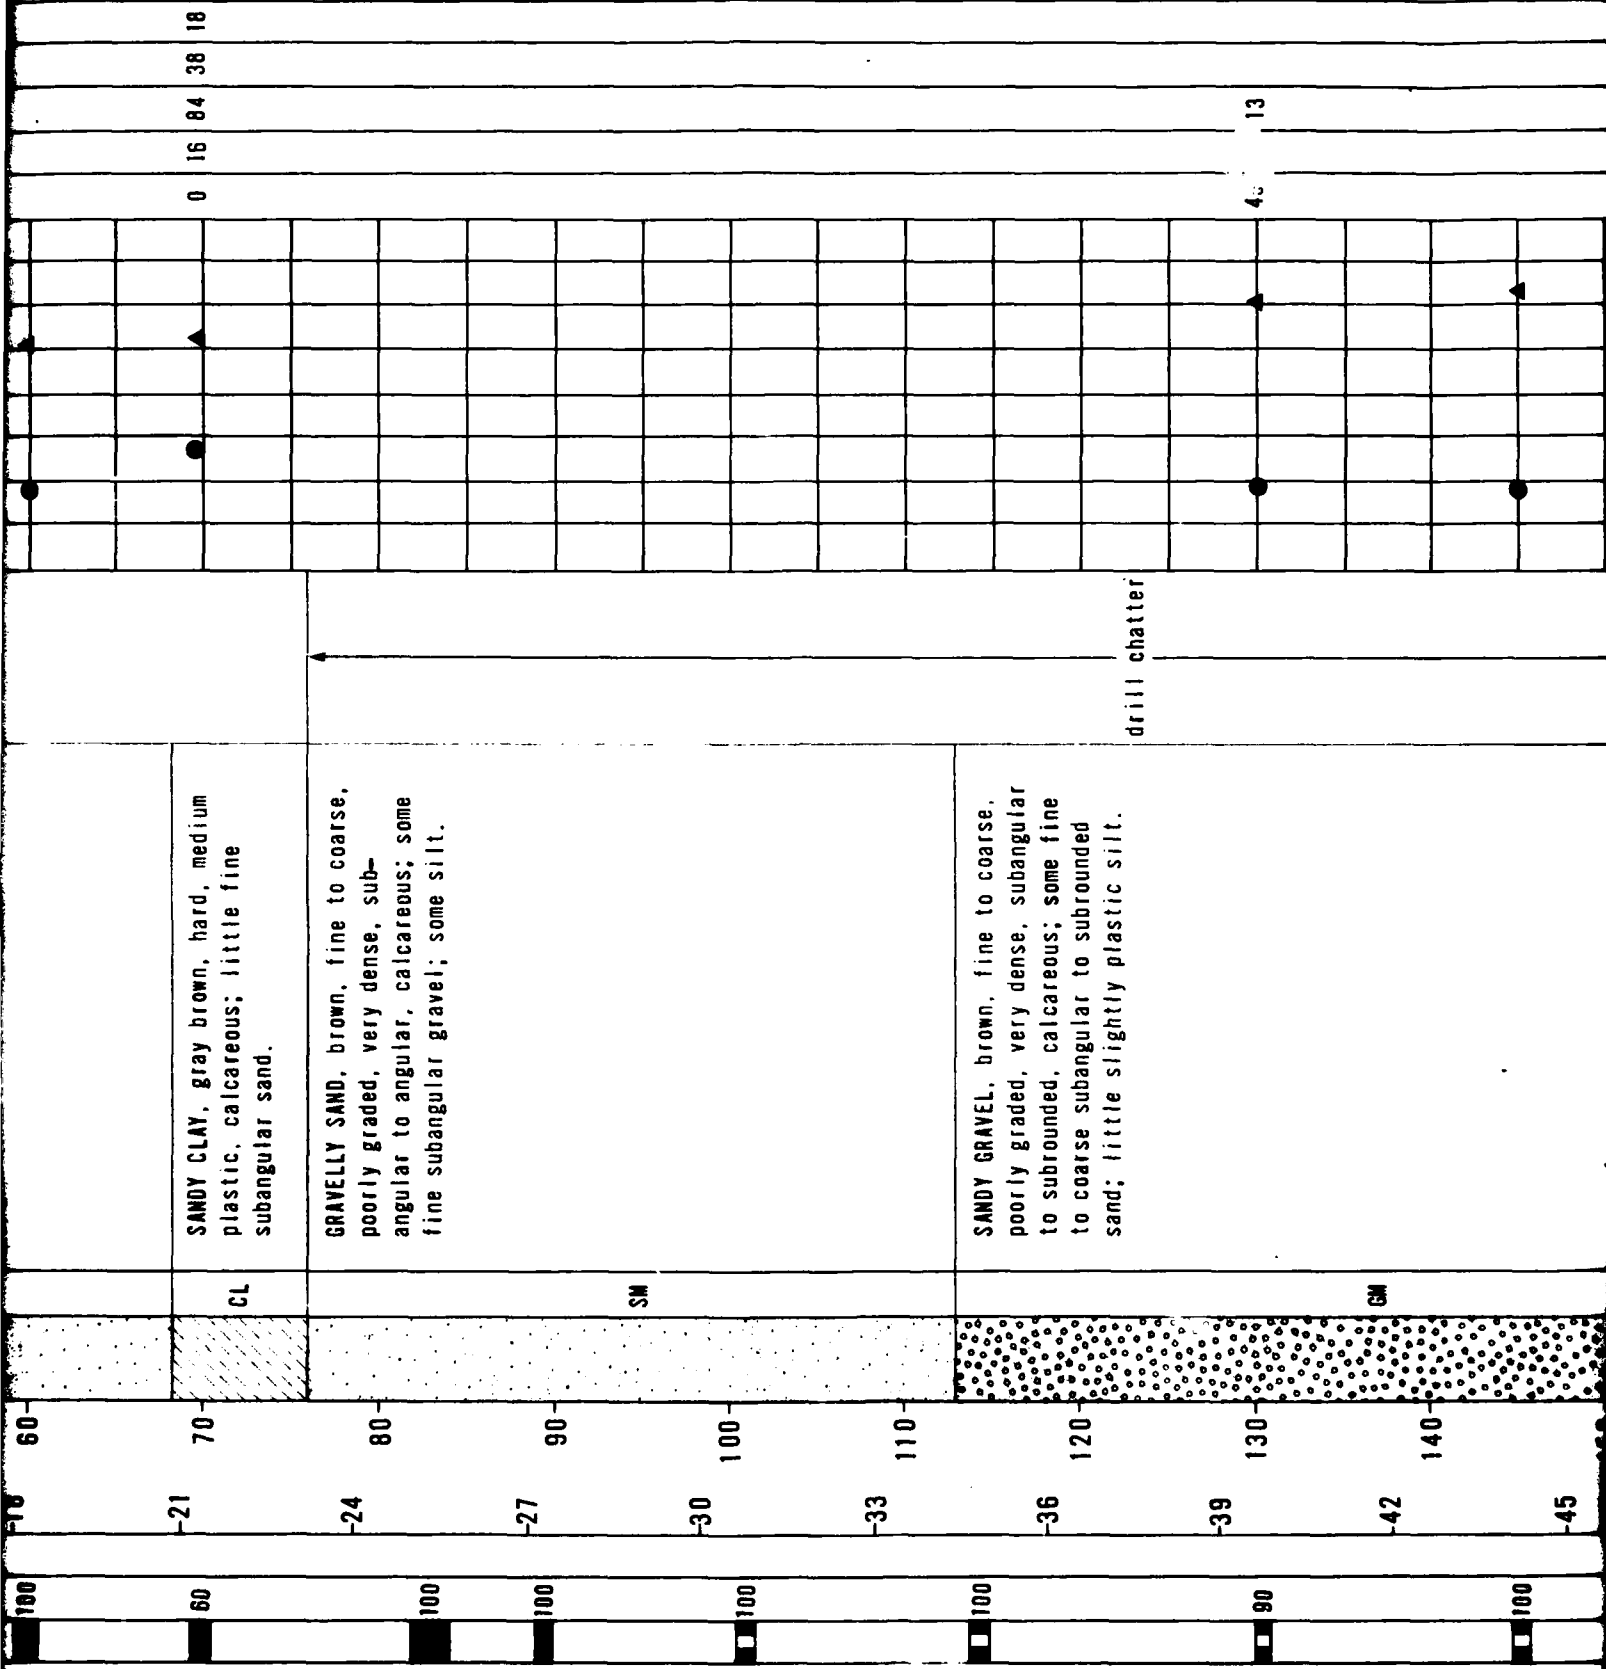 100
60
100
100
100
100
90
100
-21
-24
-27
-30
-33
-36
-39
-42
-45
60
70
80
90
100
110
120
130
140
CL
SM
GM
SANDY CLAY, gray brown, hard, medium
plastic, calcareous; little fine
subangular sand.
GRAVELLY SAND, brown, fine to coarse,
poorly graded, very dense, sub-
angular to angular, calcareous; some
fine subangular gravel; some silt.
SANDY GRAVEL, brown, fine to coarse,
poorly graded, very dense, subangular
to subrounded, calcareous; some fine
to coarse subangular to subrounded
sand; little slightly plastic silt.
drill chatter
0 16 84 38 18
13